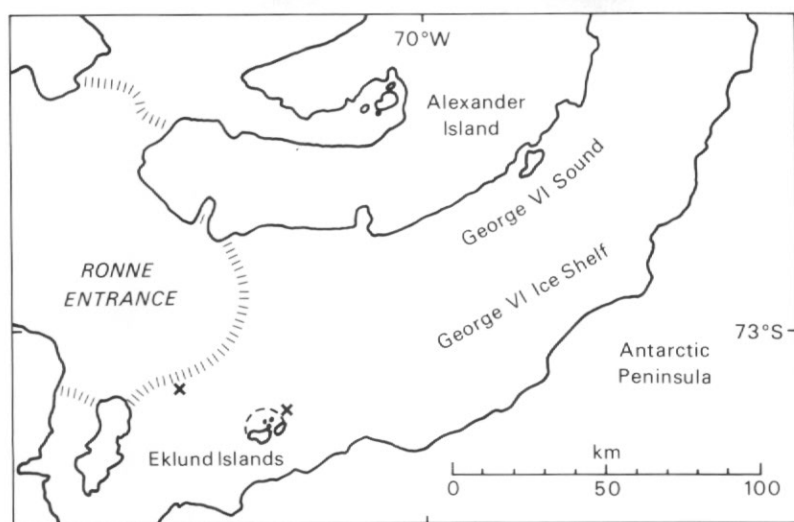 70°W
Alexander
Island
George VI Sound
RONNE
ENTRANCE
George VI Ice Shelf
73°S
Antarctic
Peninsula
Eklund Islands
km
0 50 100